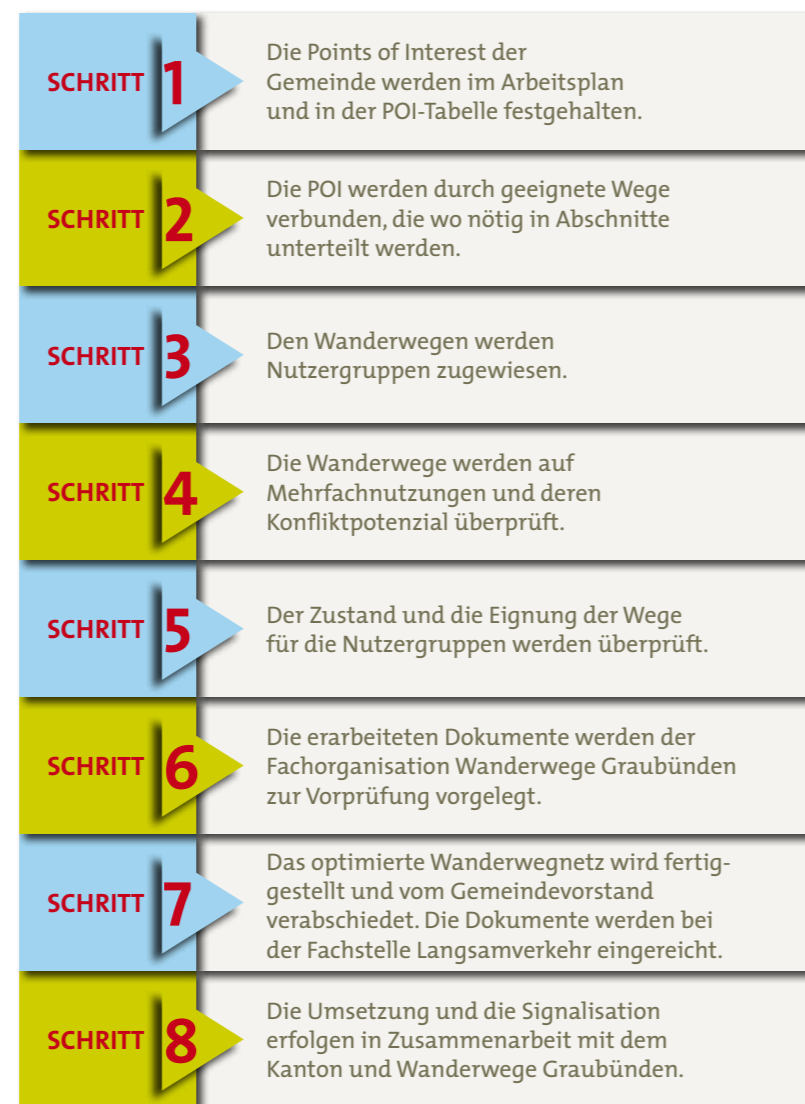 SCHRITT 1
Die Points of Interest der
Gemeinde werden im Arbeitsplan
und in der POI-Tabelle festgehalten.
SCHRITT 2
Die POI werden durch geeignete Wege
verbunden, die wo nötig in Abschnitte
unterteilt werden.
SCHRITT 3
Den Wanderwegen werden
Nutzergruppen zugewiesen.
SCHRITT 4
Die Wanderwege werden auf
Mehrfachnutzungen und deren
Konfliktpotenzial überprüft.
SCHRITT 5
Der Zustand und die Eignung der Wege
für die Nutzergruppen werden überprüft.
SCHRITT 6
Die erarbeiteten Dokumente werden der
Fachorganisation Wanderwege Graubünden
zur Vorprüfung vorgelegt.
SCHRITT 7
Das optimierte Wanderwegnetz wird fertig-
gestellt und vom Gemeindevorstand
verabschiedet. Die Dokumente werden bei
der Fachstelle Langsamverkehr eingereicht.
SCHRITT 8
Die Umsetzung und die Signalisation
erfolgen in Zusammenarbeit mit dem
Kanton und Wanderwege Graubünden.